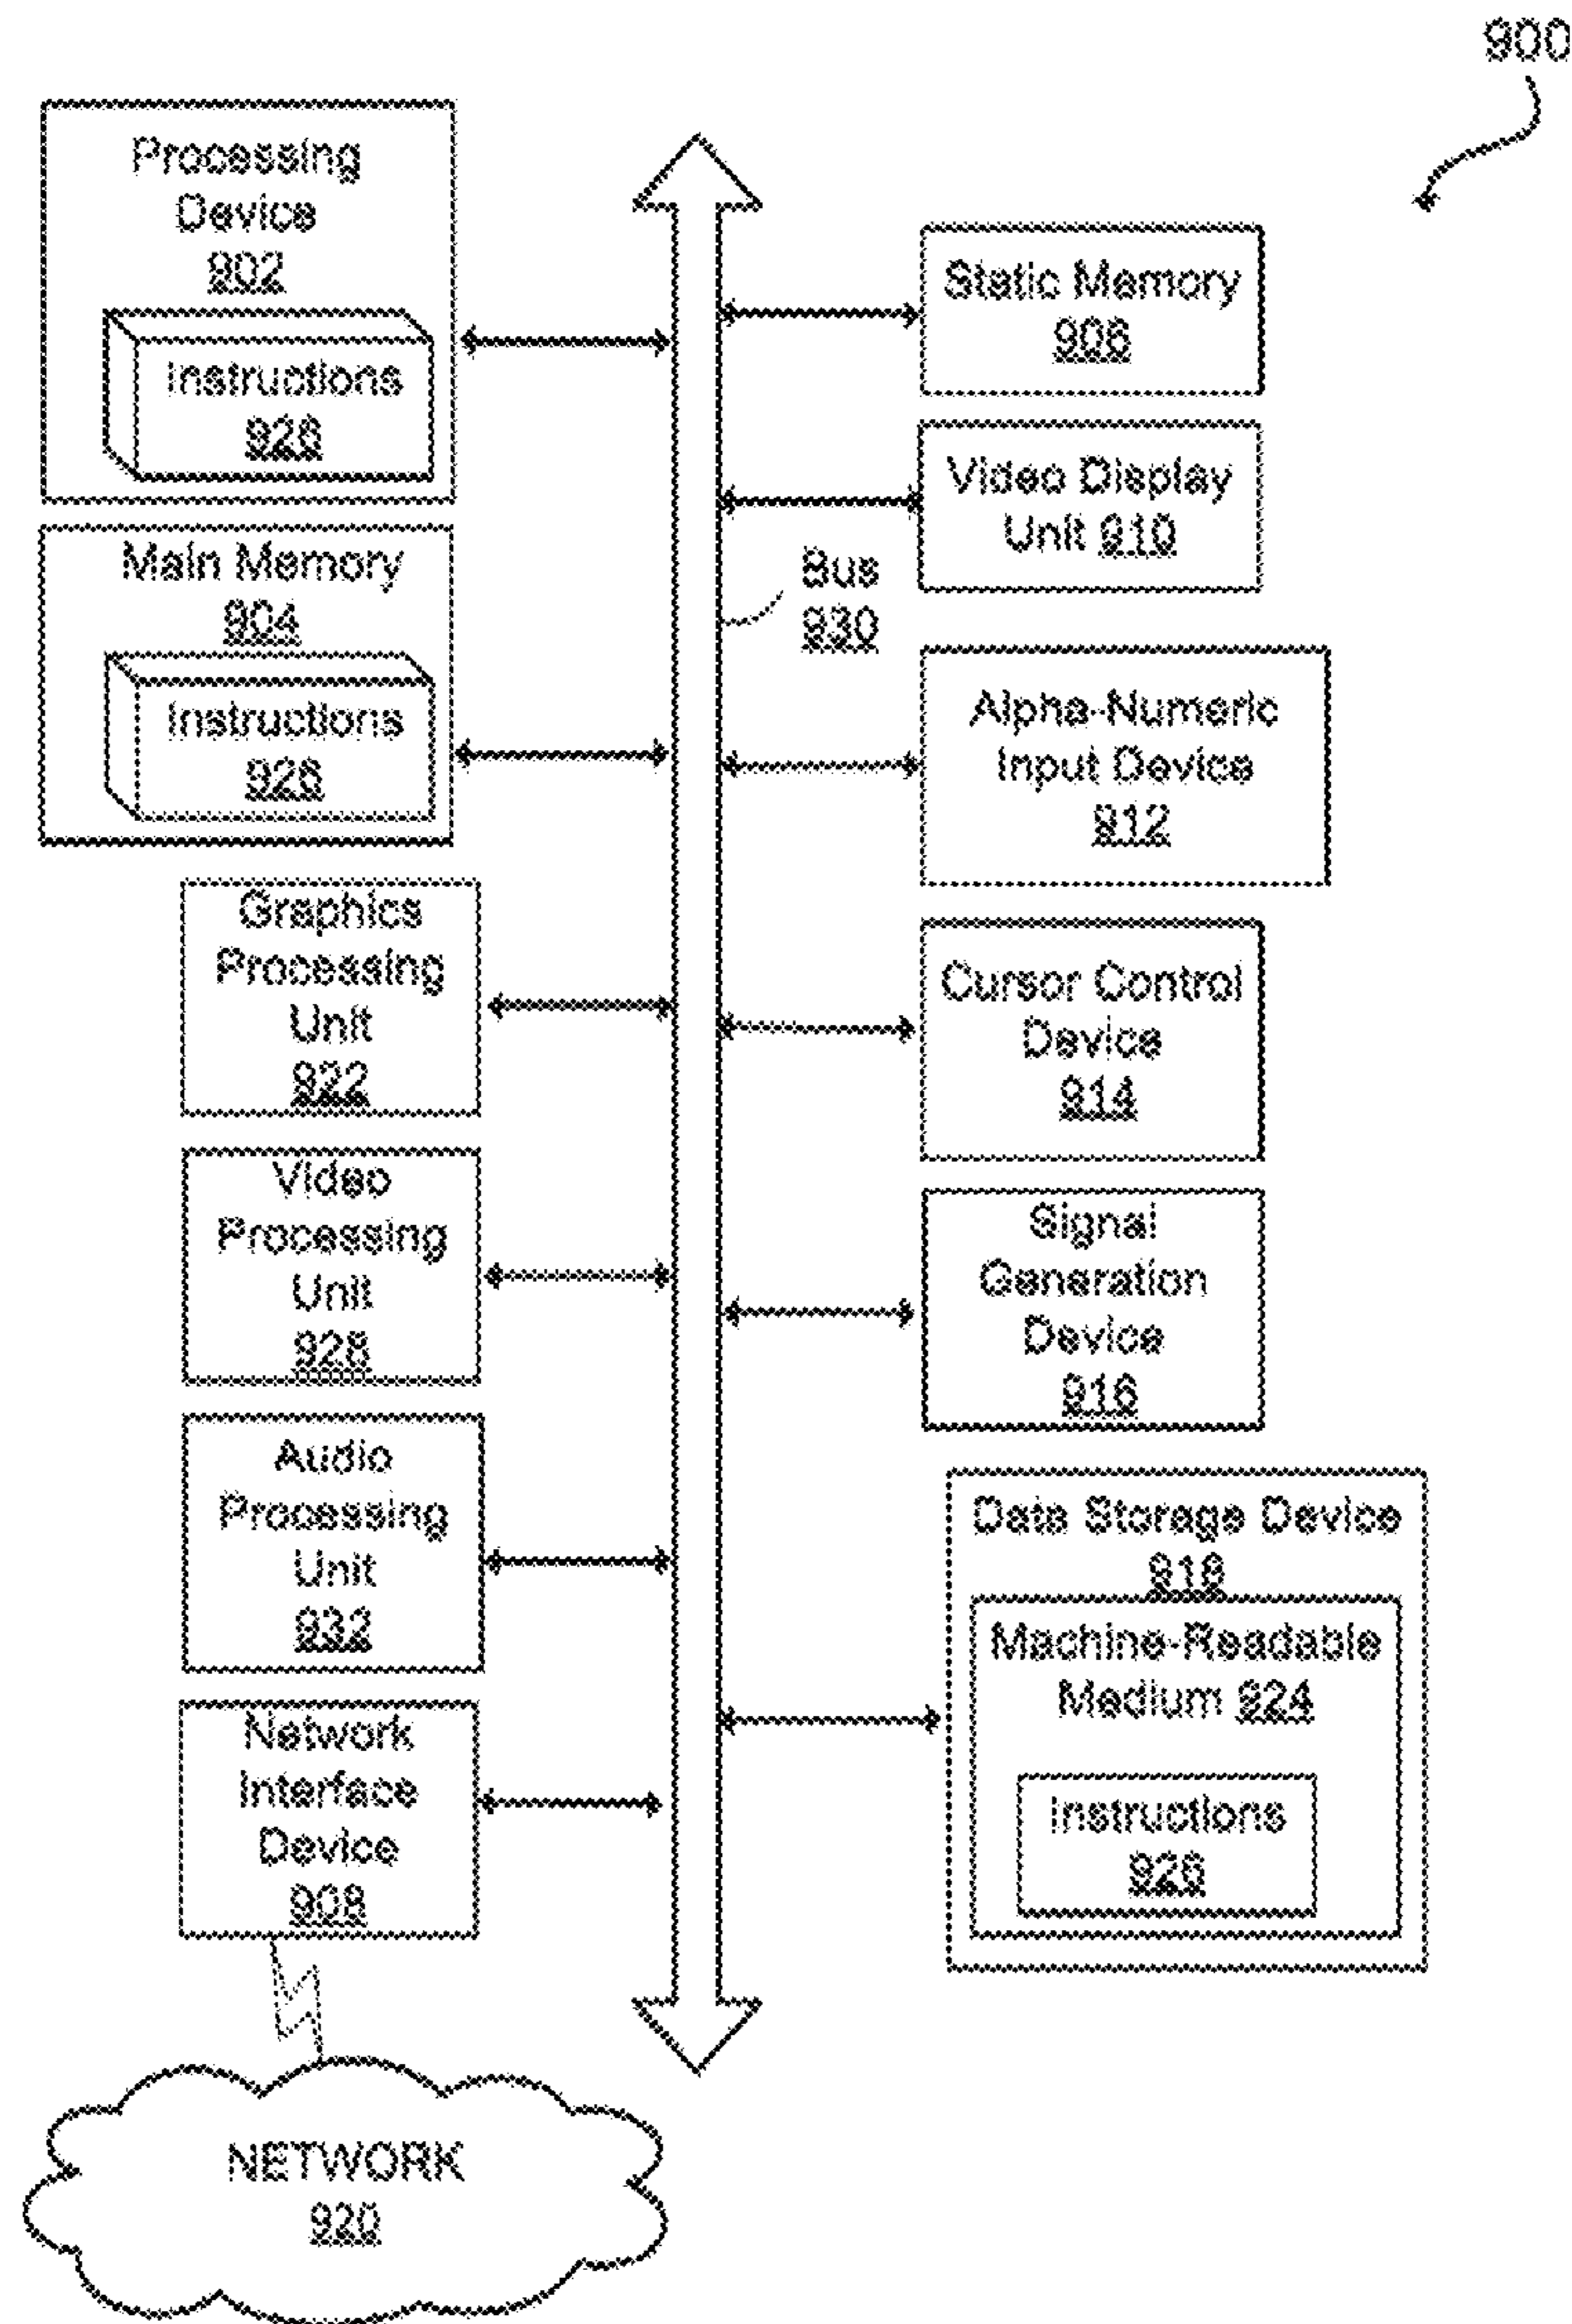 900
Processing
Device
902
Instructions
926
Main Memory
904
Instructions
926
Graphics
Processing
Unit
922
Video
Processing
Unit
928
Audio
Processing
Unit
932
Network
Interface
Device
908
NETWORK
920
Bus
930
Static Memory
906
Video Display
Unit 910
Alpha-Numeric
Input Device
912
Cursor Control
Device
914
Signal
Generation
Device
916
Data Storage Device
918
Machine-Readable
Medium 924
Instructions
926